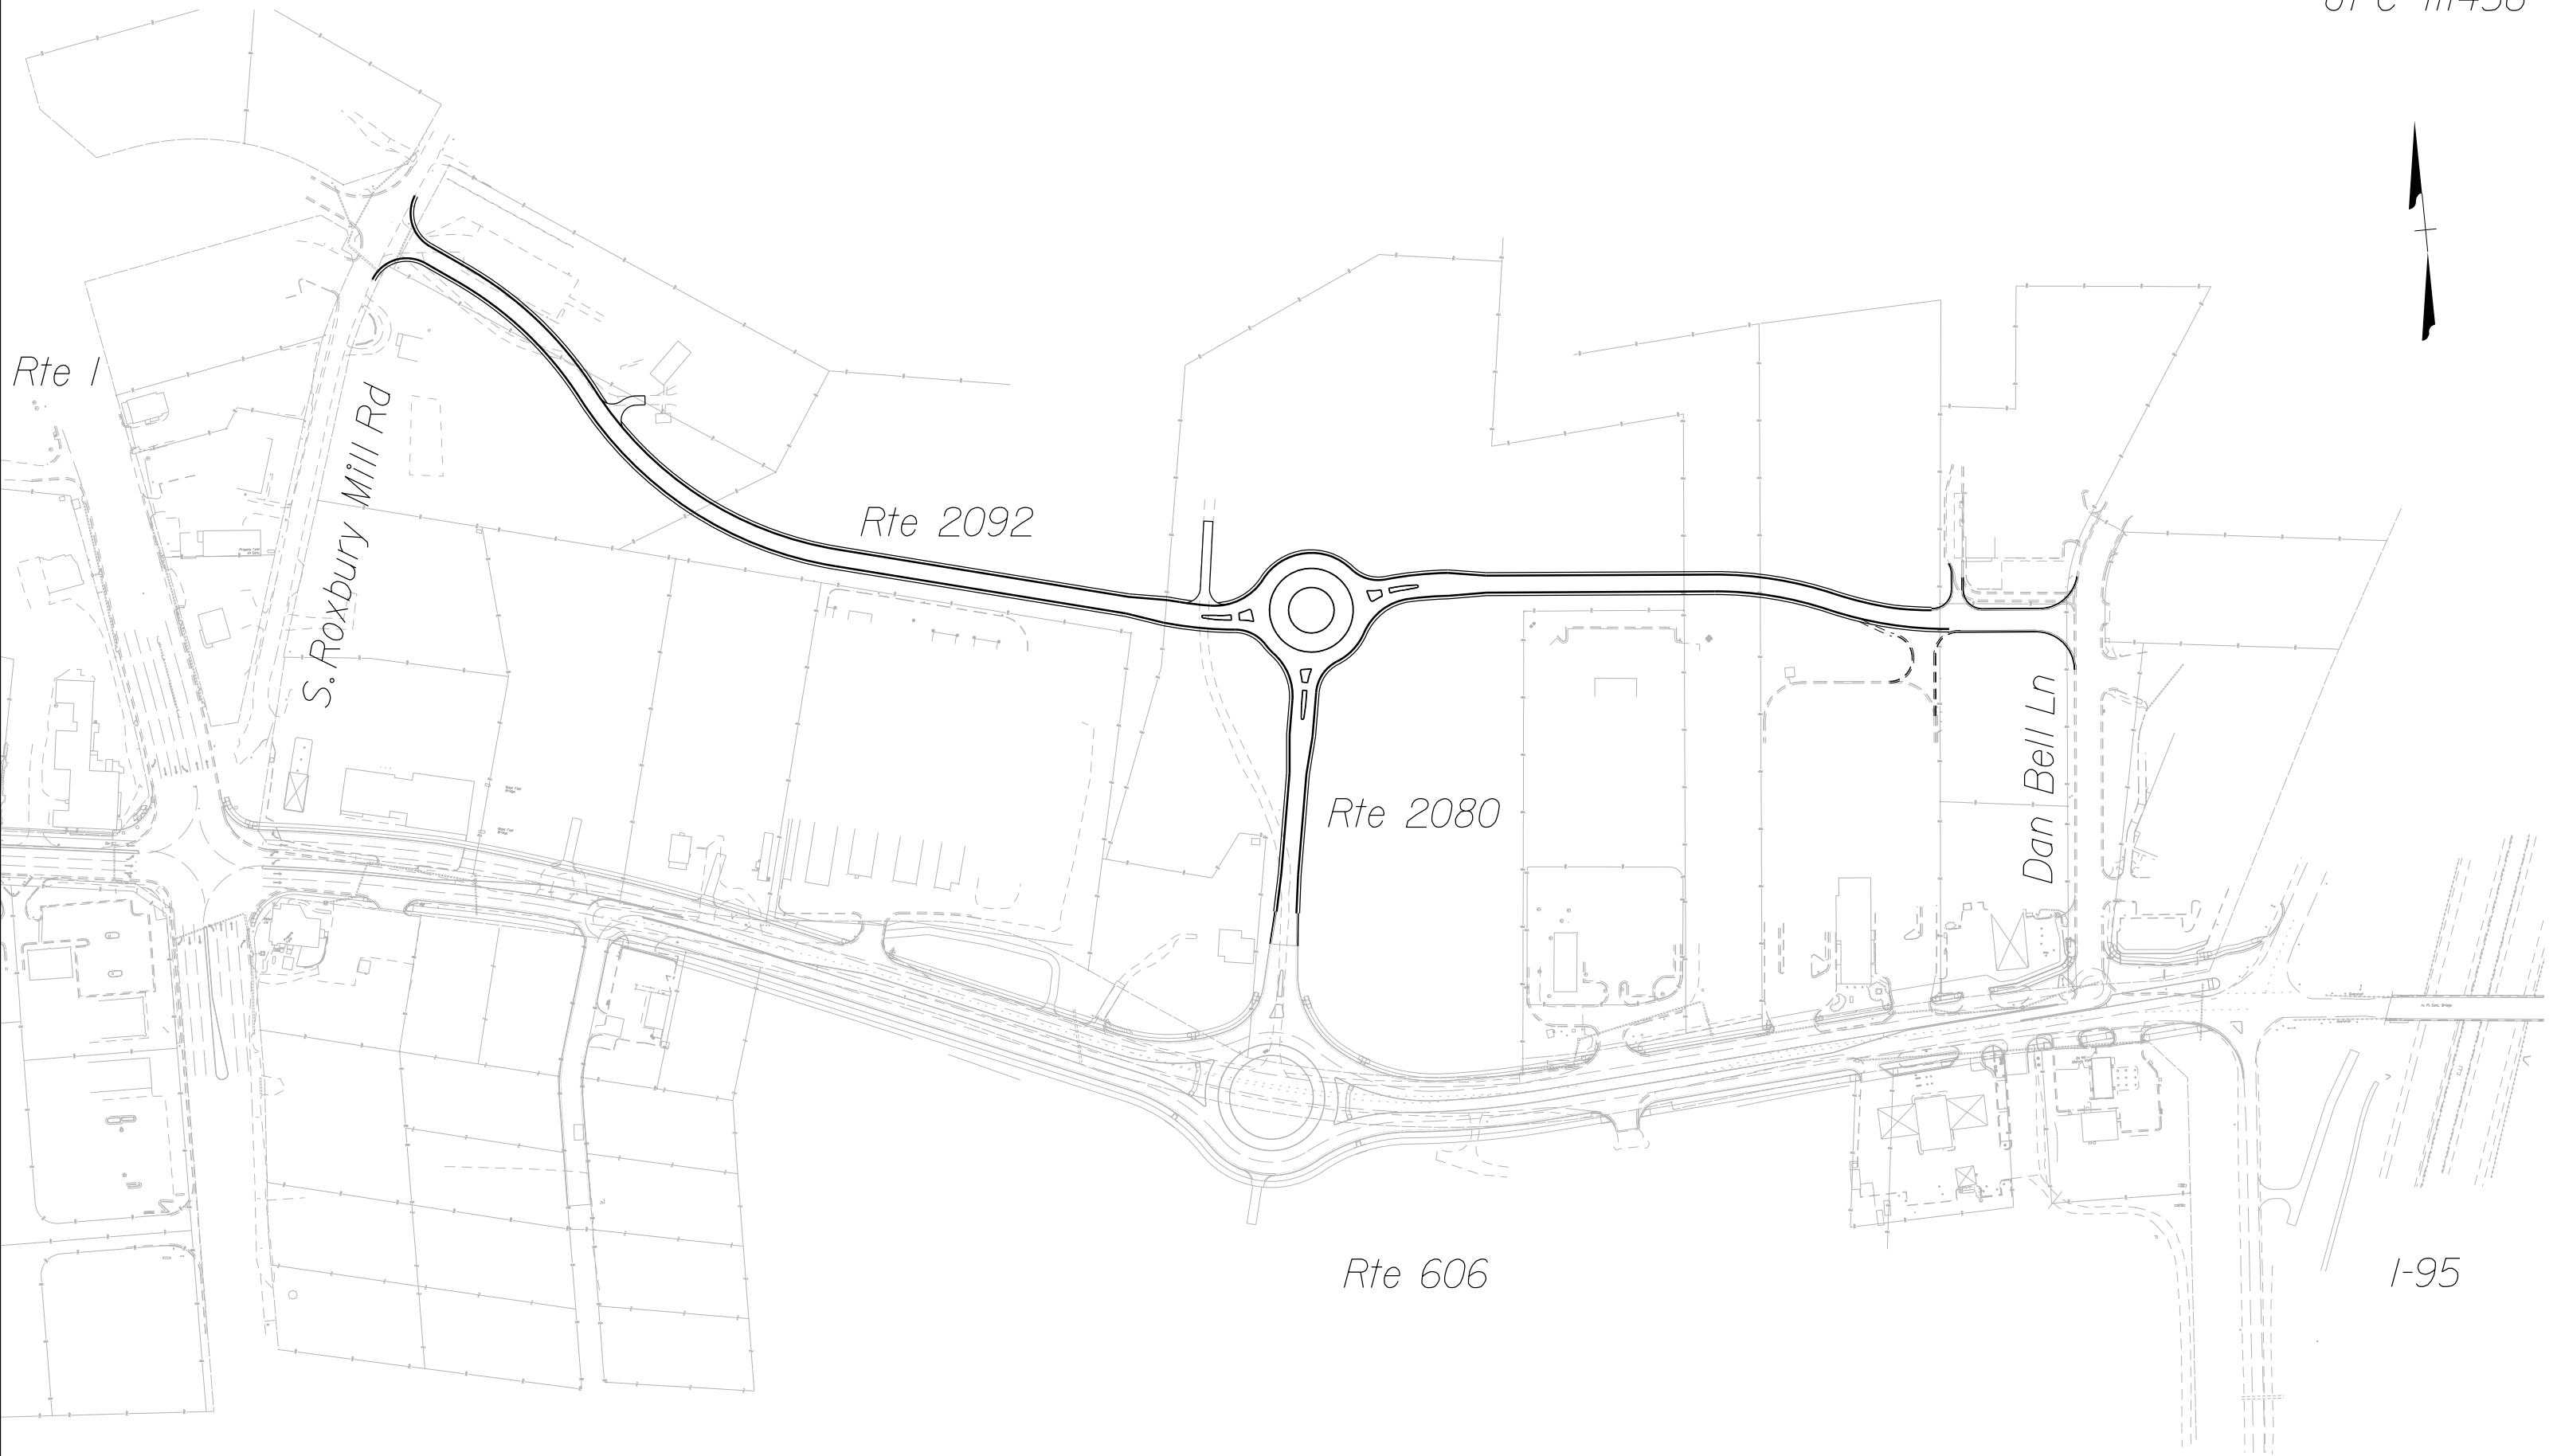 Rte 1
S. Roxbury Mill Rd
Rte 2092
Rte 2080
Dan Bell Ln
Rte 606
I-95